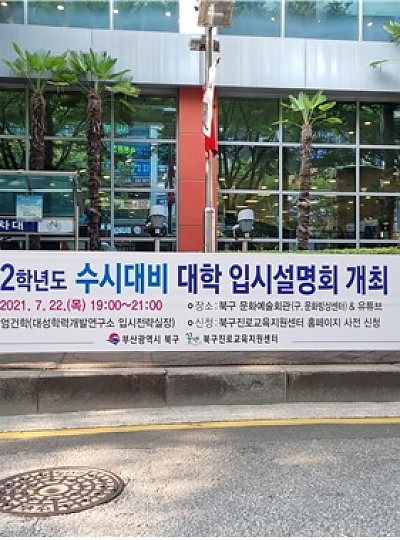 차대
2학년도 수시대비 대학 입시설명회 개최
2021. 7. 22.(목) 19:00~21:00
장소: 북구 문화예술회관(구, 문화빙상센터) & 유튜브
엄건학(대성학력개발연구소 입시전략실장)
신청: 북구진로교육지원센터 홈페이지 사전 신청
부산광역시 북구
북구진로교육지원센터